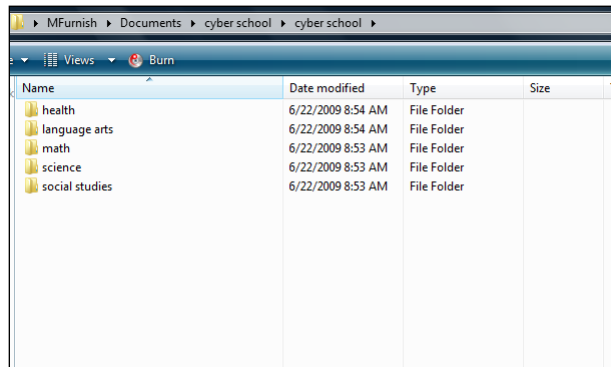 MFurnish Documents cyber school cyber school
Views Burn
Name Date modified Type Size
health 6/22/2009 8:54 AM File Folder
language arts 6/22/2009 8:54 AM File Folder
math 6/22/2009 8:53 AM File Folder
science 6/22/2009 8:53 AM File Folder
social studies 6/22/2009 8:53 AM File Folder